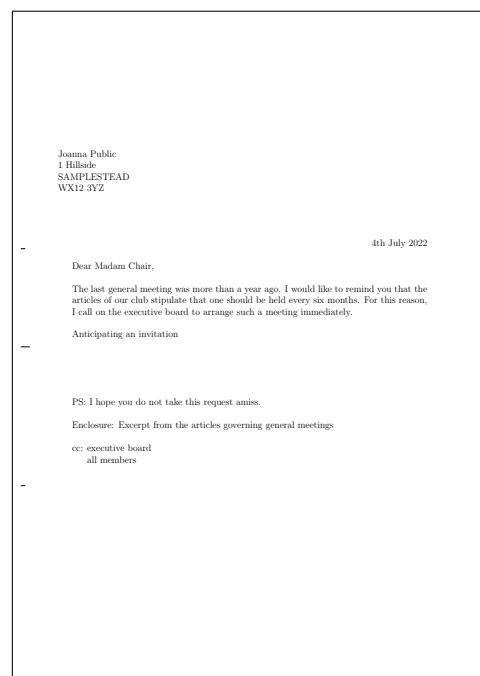 Joanna Public
1 Hillside
SAMPLESTEAD
WX12 3YZ
4th July 2022
Dear Madam Chair,
The last general meeting was more than a year ago. I would like to remind you that the
articles of our club stipulate that one should be held every six months. For this reason,
I call on the executive board to arrange such a meeting immediately.
Anticipating an invitation
PS: I hope you do not take this request amiss.
Enclosure: Excerpt from the articles governing general meetings
cc: executive board
all members